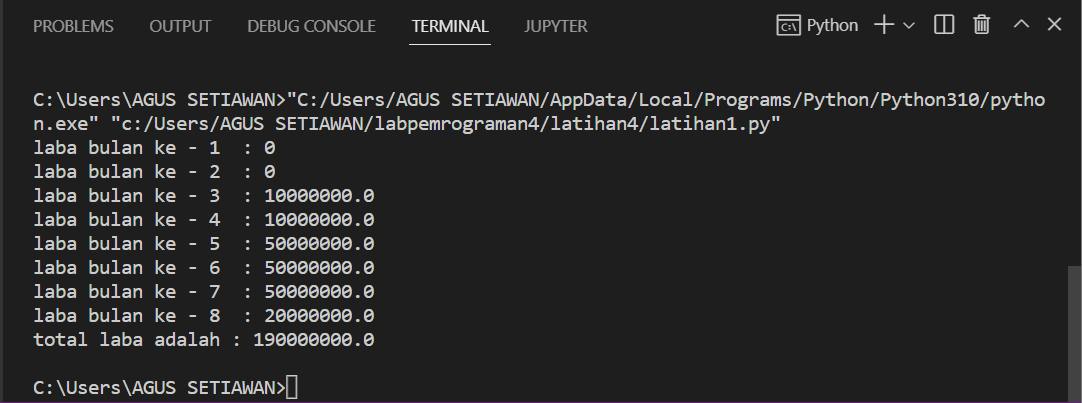 PROBLEMS OUTPUT DEBUG CONSOLE TERMINAL JUPYTER Python
C:\Users\AGUS SETIAWAN>"C:/Users/AGUS SETIAWAN/AppData/Local/Programs/Python/Python310/pytho
n.exe" "c:/Users/AGUS SETIAWAN/labpemrograman4/latihan4/latihan1.py"
laba bulan ke - 1  : 0
laba bulan ke - 2  : 0
laba bulan ke - 3  : 10000000.0
laba bulan ke - 4  : 10000000.0
laba bulan ke - 5  : 50000000.0
laba bulan ke - 6  : 50000000.0
laba bulan ke - 7  : 50000000.0
laba bulan ke - 8  : 20000000.0
total laba adalah : 190000000.0
C:\Users\AGUS SETIAWAN>